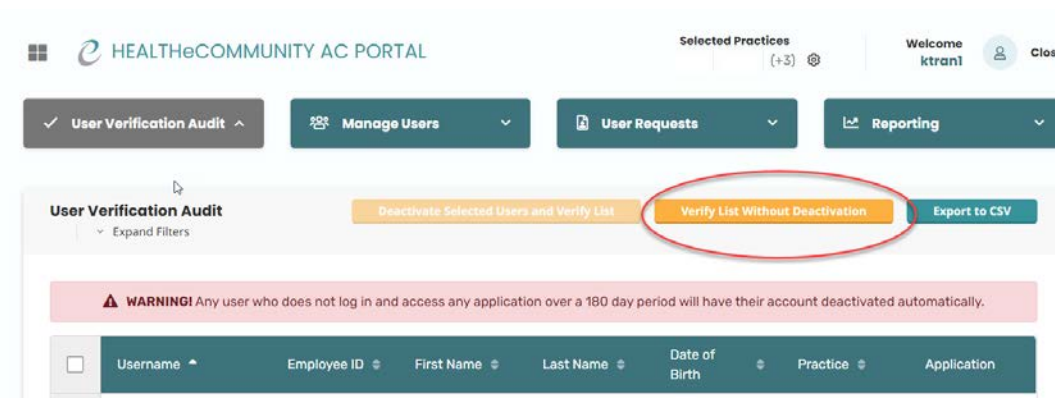 HEALTHeCOMMUNITY AC PORTAL
Selected Practices
(+3)
Welcome
ktran1
Clos
User Verification Audit
Manage Users
User Requests
Reporting
User Verification Audit
Expand Filters
Deactivate Selected Users and Verify List
Verify List Without Deactivation
Export to CSV
WARNING! Any user who does not log in and access any application over a 180 day period will have their account deactivated automatically.
Username
Employee ID
First Name
Last Name
Date of
Birth
Practice
Application